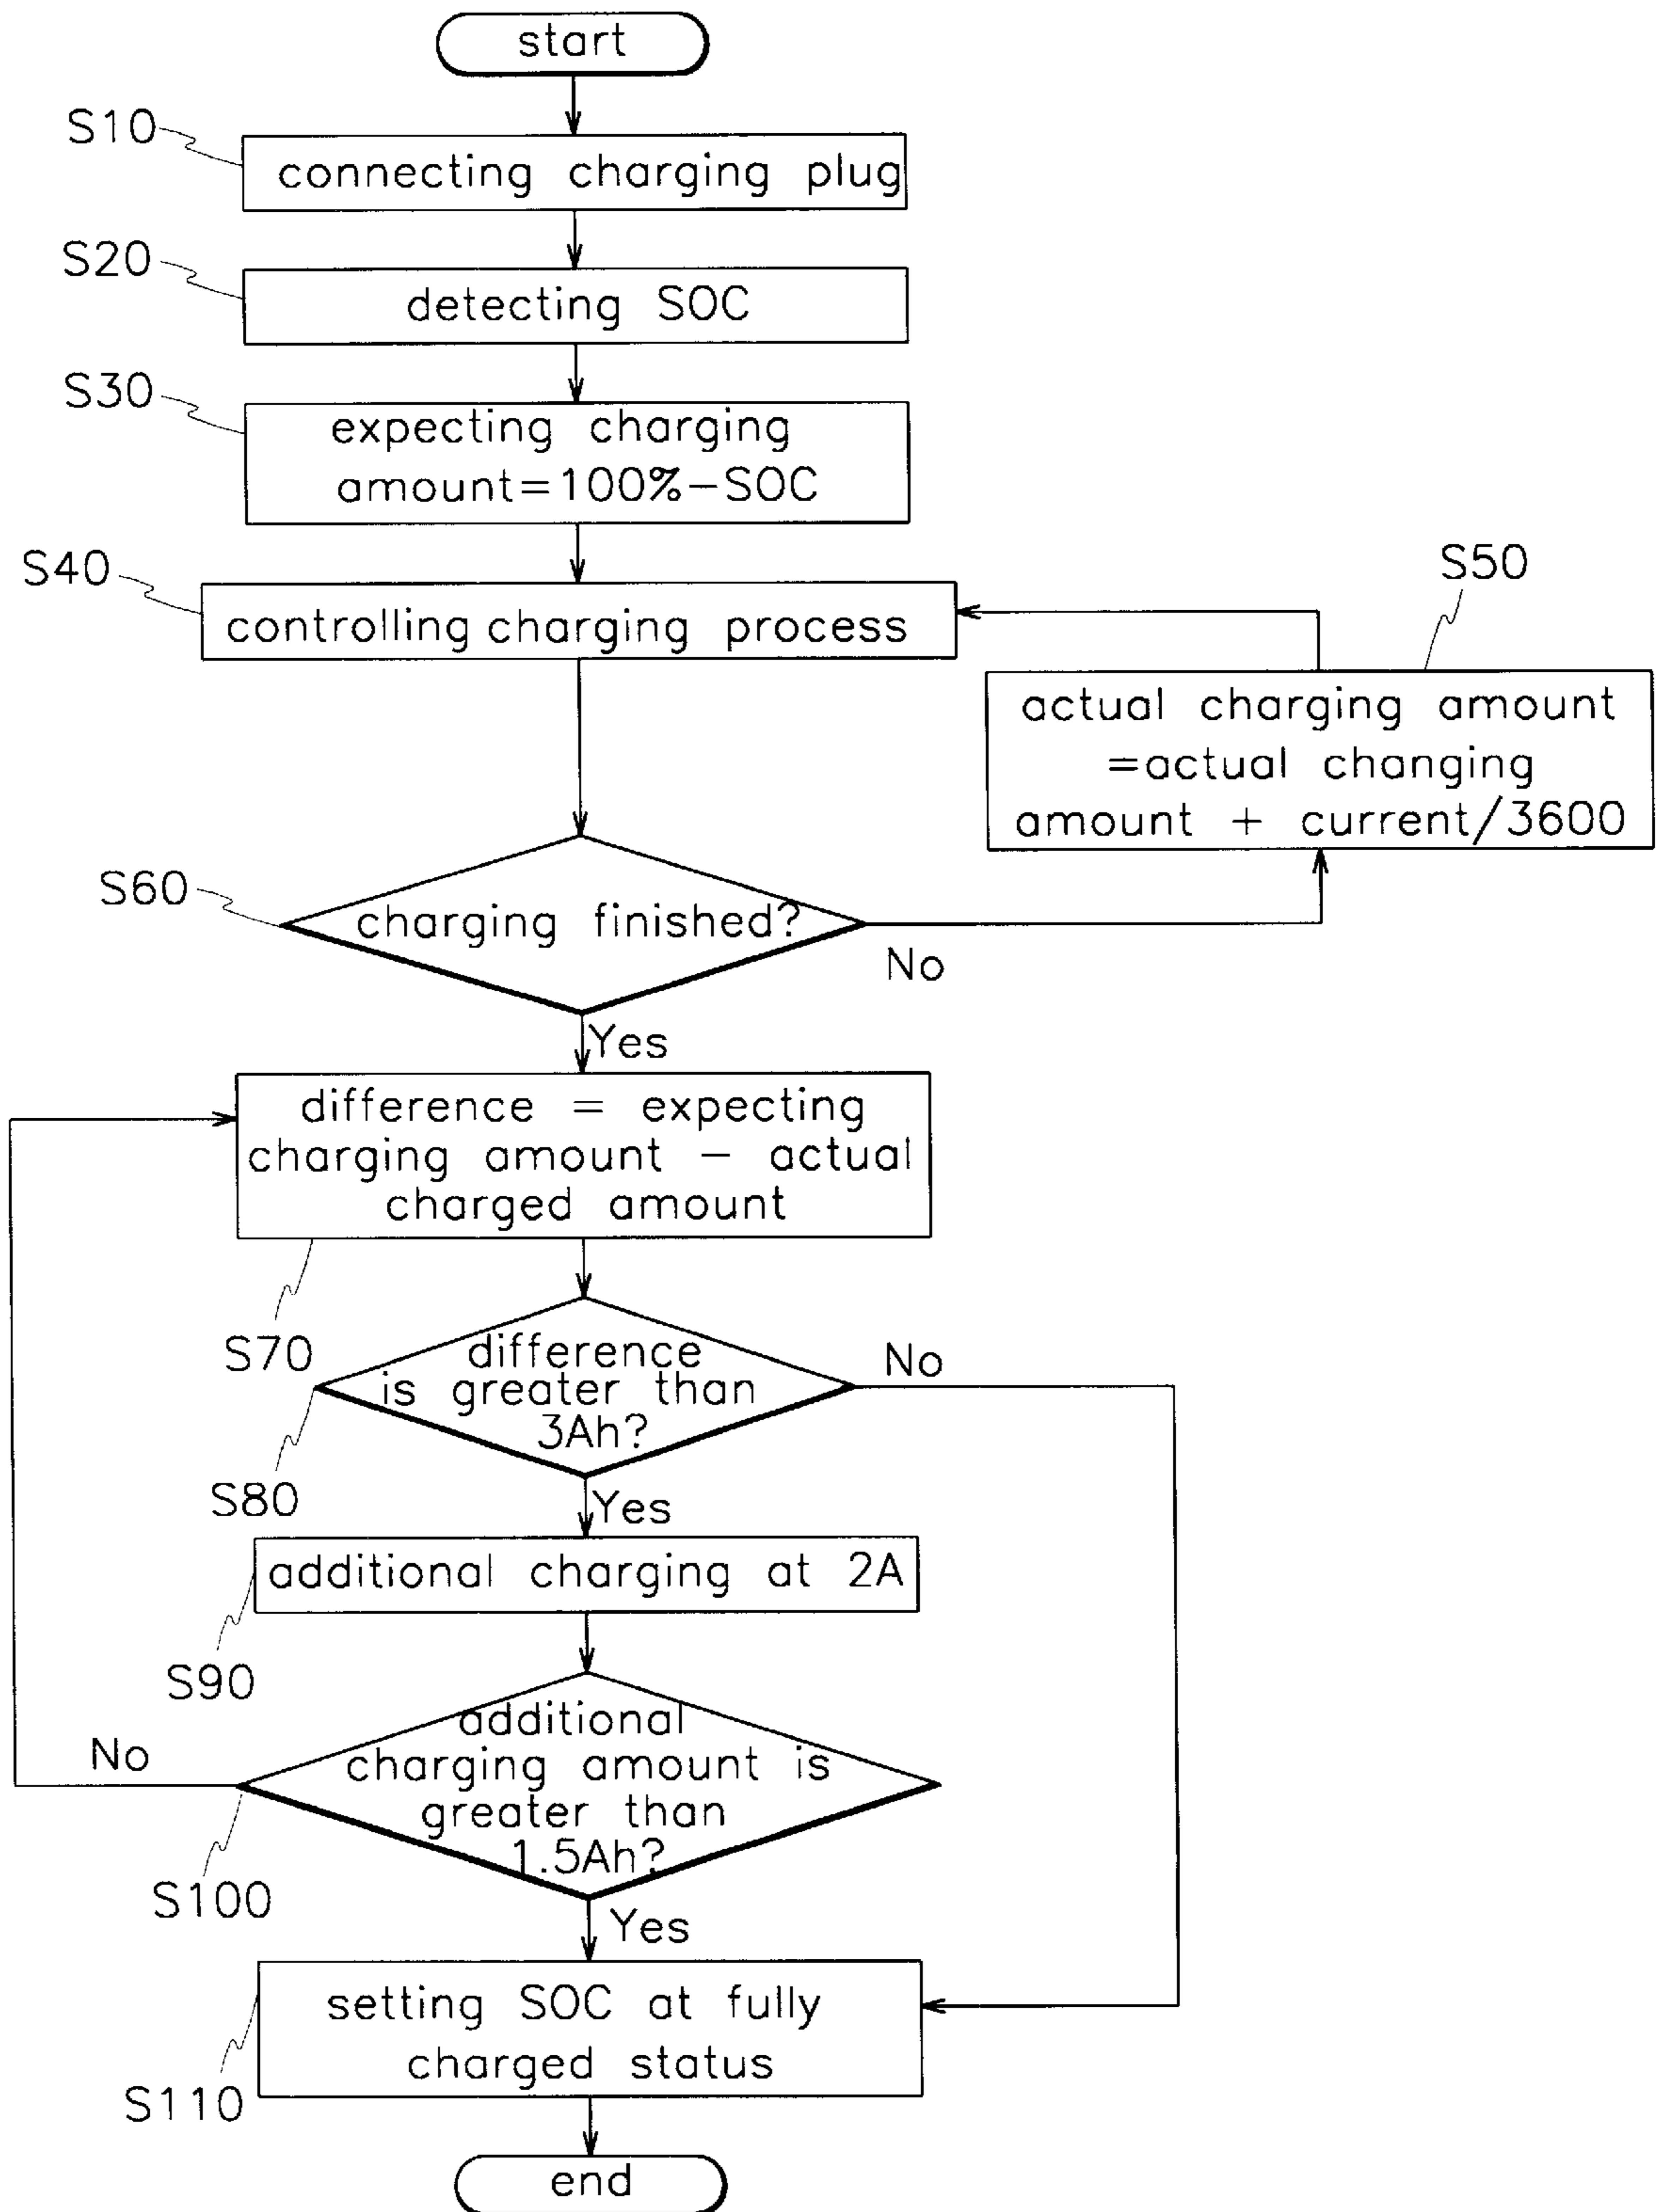 start
S10
connecting charging plug
S20
detecting SOC
S30
expecting charging
amount=100%-SOC
S40
controlling charging process
S50
actual charging amount
=actual changing
amount + current/3600
S60
charging finished?
No
Yes
difference = expecting
charging amount - actual
charged amount
S70
difference
is greater than
3Ah?
No
S80
Yes
additional charging at 2A
S90
additional
charging amount is
greater than
1.5Ah?
No
S100
Yes
setting SOC at fully
charged status
S110
end